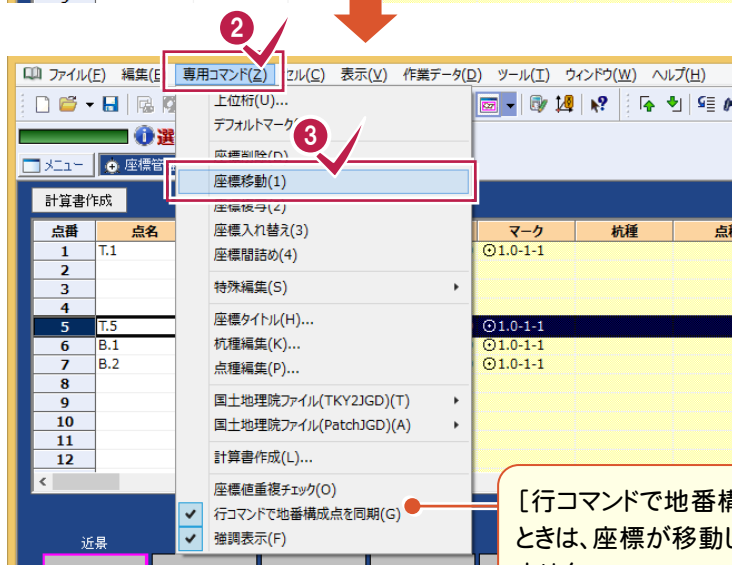 2
ファイル(F) 編集(E 専用コマンド(Z) セル(C) 表示(V) 作業データ(D) ツール(T) ウィンドウ(W) ヘルプ(H)
上位桁(U)...
デフォルトマーク
選
3
座標削除(D)
メニュー 座標管
座標移動(1)
計算書作成
座標複写(2)
点番 点名 マーク 杭種 点種
座標入れ替え(3)
1 T.1 ⊙1.0-1-1
座標間詰め(4)
2
3
特殊編集(S)
4
5 T.5 ⊙1.0-1-1
座標タイトル(H)...
6 B.1 ⊙1.0-1-1
杭種編集(K)...
7 B.2 ⊙1.0-1-1
点種編集(P)...
8
9
国土地理院ファイル(TKY2JGD)(T)
10
国土地理院ファイル(PatchJGD)(A)
11
12
計算書作成(L)...
座標値重複チェック(O)
行コマンドで地番構成点を同期(G)
強調表示(F)
近景
[行コマンドで地番構
ときは、座標が移動し